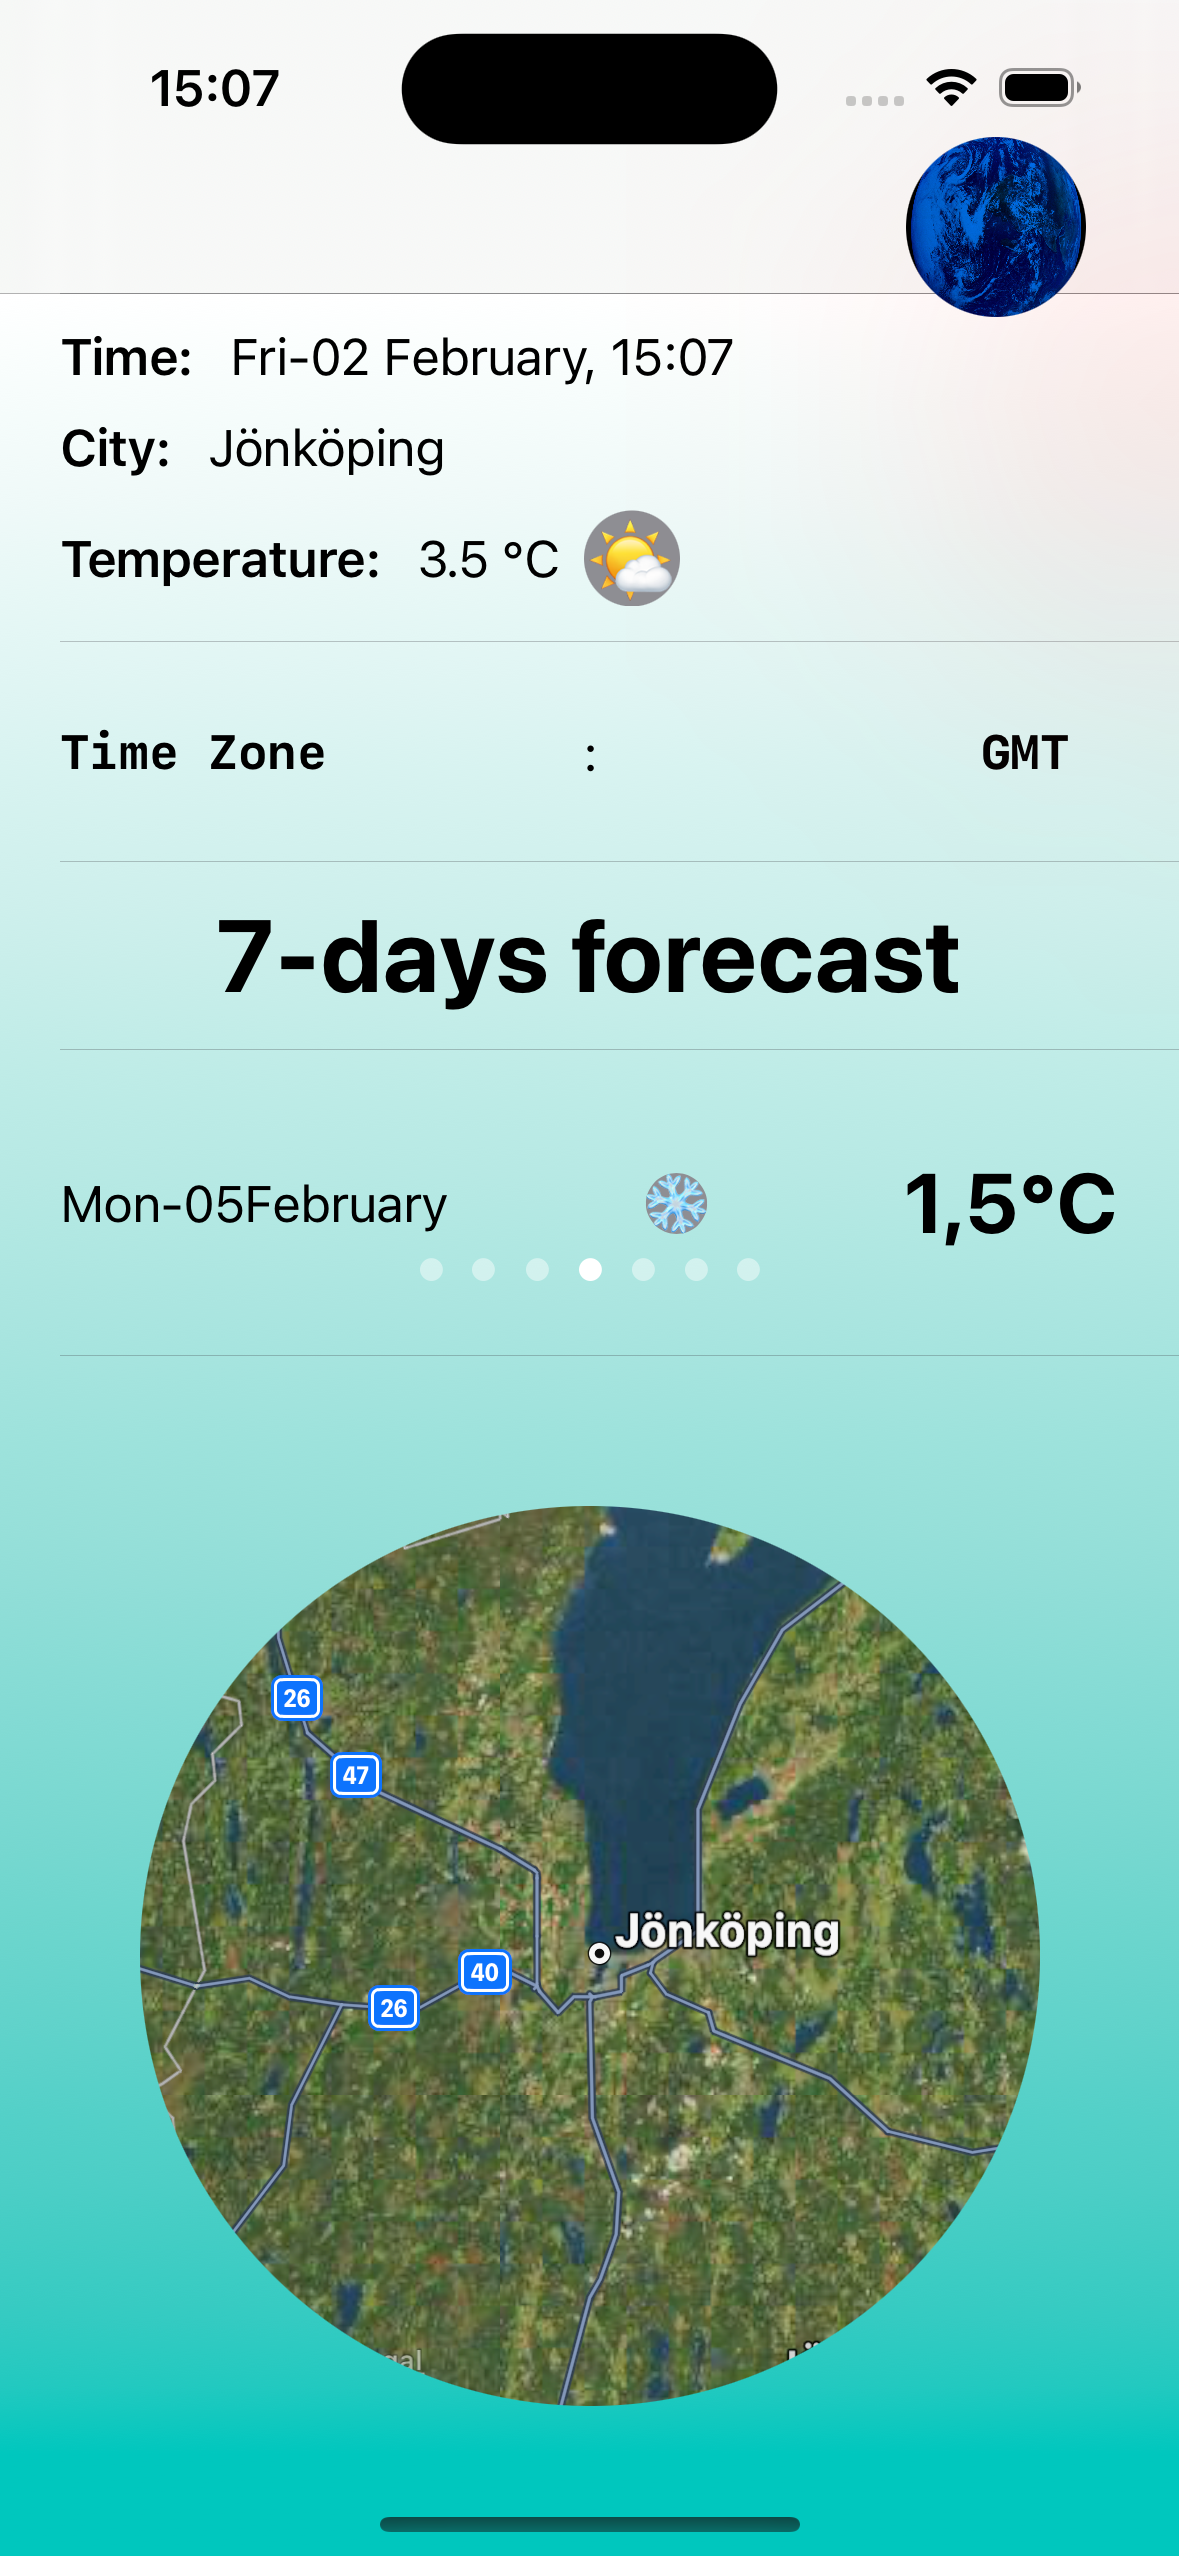 15:07
Time: Fri-02 February, 15:07
City: Jönköping
Temperature: 3.5 °C
Time Zone : GMT
7-days forecast
Mon-05February 1,5°C
26
47
Jönköping
40
26